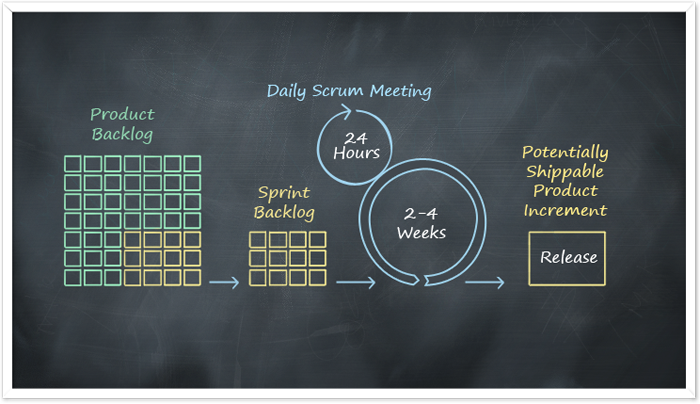 Daily Scrum Meeting
Product
Backlog
24
Hours
Sprint
Backlog
2-4
Weeks
Potentially
Shippable
Product
Increment
Release